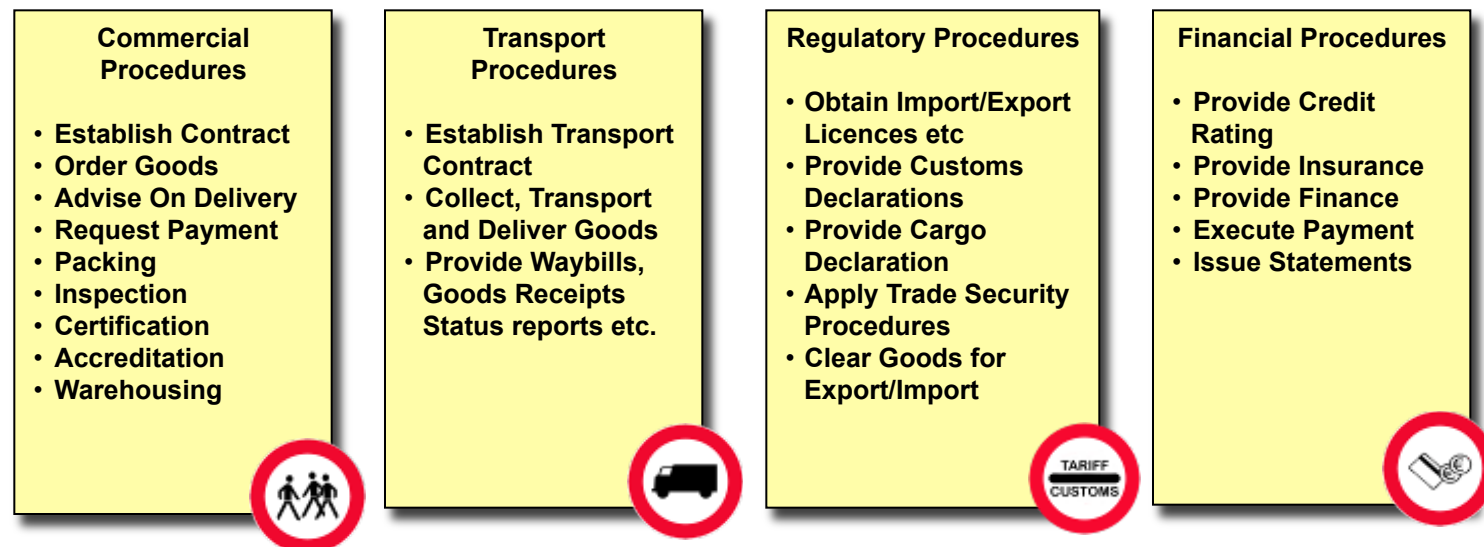 Commercial
Procedures
• Establish Contract
• Order Goods
• Advise On Delivery
• Request Payment
• Packing
• Inspection
• Certification
• Accreditation
• Warehousing
Transport
Procedures
• Establish Transport
Contract
• Collect, Transport
and Deliver Goods
• Provide Waybills,
Goods Receipts
Status reports etc.
Regulatory Procedures
• Obtain Import/Export
Licences etc
• Provide Customs
Declarations
• Provide Cargo
Declaration
• Apply Trade Security
Procedures
• Clear Goods for
Export/Import
TARIFF
CUSTOMS
Financial Procedures
• Provide Credit
Rating
• Provide Insurance
• Provide Finance
• Execute Payment
• Issue Statements